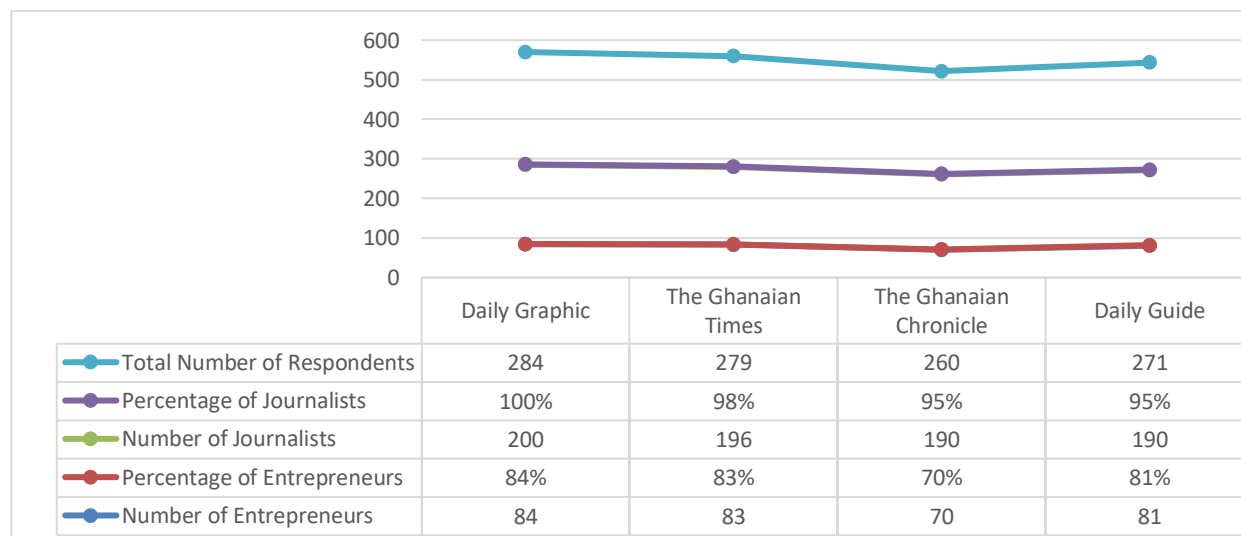 600
500
400
300
200
100
0
Daily Graphic The Ghanaian Times The Ghanaian Chronicle Daily Guide
Total Number of Respondents 284 279 260 271
Percentage of Journalists 100% 98% 95% 95%
Number of Journalists 200 196 190 190
Percentage of Entrepreneurs 84% 83% 70% 81%
Number of Entrepreneurs 84 83 70 81